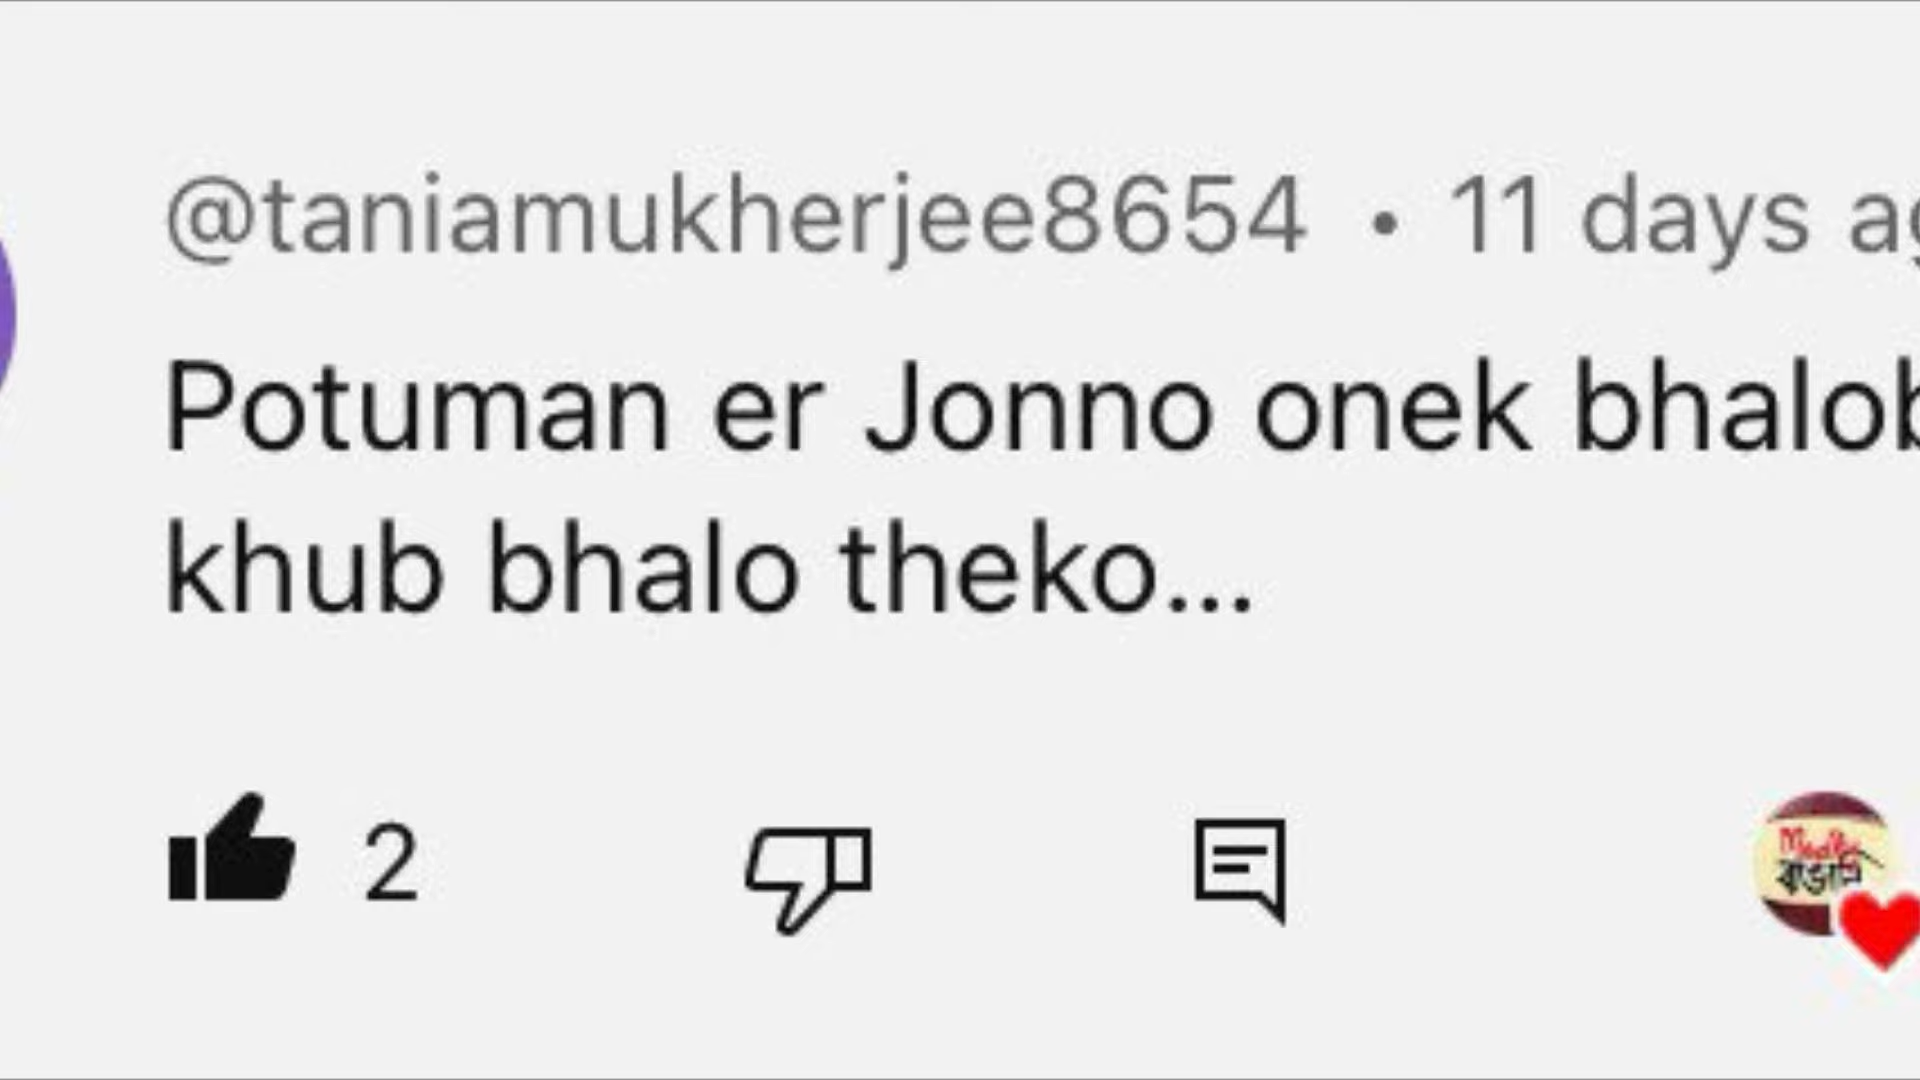 @taniamukherjee8654 • 11 days ag
Potuman er Jonno onek bhalob
khub bhalo theko...
2